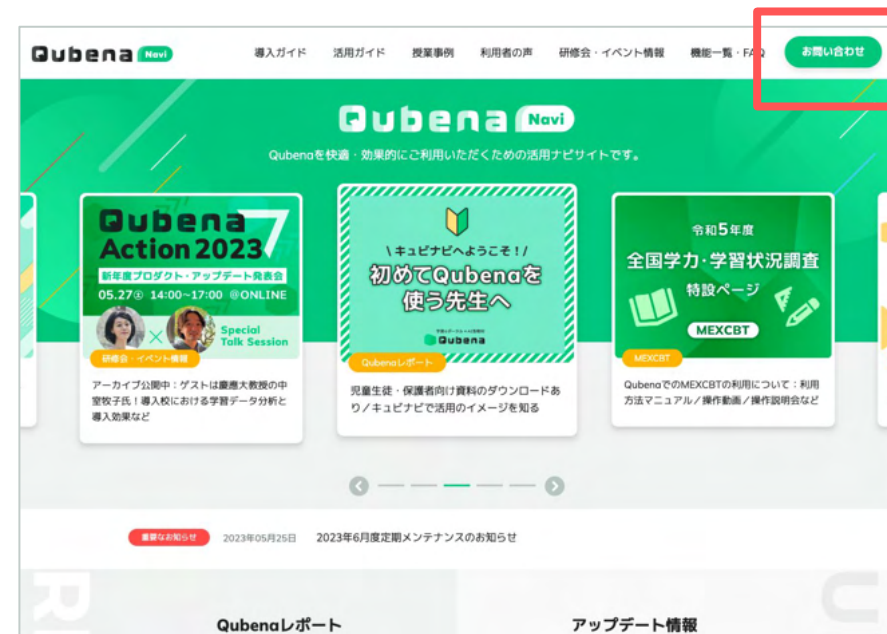 Qubena Navi
導入ガイド
活用ガイド
授業事例
利用者の声
研修会・イベント情報
機能一覧・FAQ
お問い合わせ
Qubena Navi
Qubenaを快適・効果的にご利用いただくための活用ナビサイトです。
Qubena
Action 2023
7
新年度プロダクト・アップデート発表会
05.27㊏ 14:00~17:00 @ONLINE
Special
Talk Session
研修会・イベント情報
アーカイブ公開中:ゲストは慶應大教授の中
室牧子氏!導入校における学習データ分析と
導入効果など
\キュビナビへようこそ!/
初めてQubenaを
使う先生へ
Qubena
Qubenaレポート
児童生徒・保護者向け資料のダウンロードあ
り/キュビナビで活用のイメージを知る
令和5年度
全国学力・学習状況調査
特設ページ
MEXCBT
MEXCBT
QubenaでのMEXCBTの利用について:利用
方法マニュアル/操作動画/操作説明会など
重要なお知らせ
2023年05月25日
2023年6月度定期メンテナンスのお知らせ
Qubenaレポート
アップデート情報